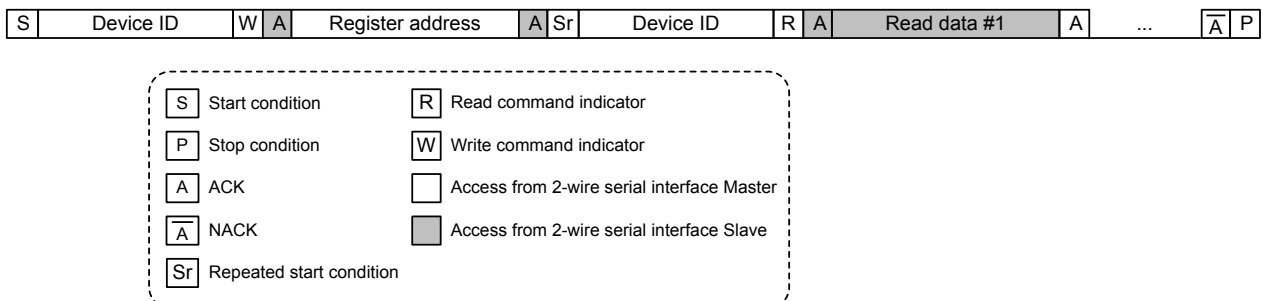 S Device ID W A Register address A Sr Device ID R A Read data #1 A ... A̅ P
S Start condition R Read command indicator
P Stop condition W Write command indicator
A ACK Access from 2-wire serial interface Master
A̅ NACK Access from 2-wire serial interface Slave
Sr Repeated start condition